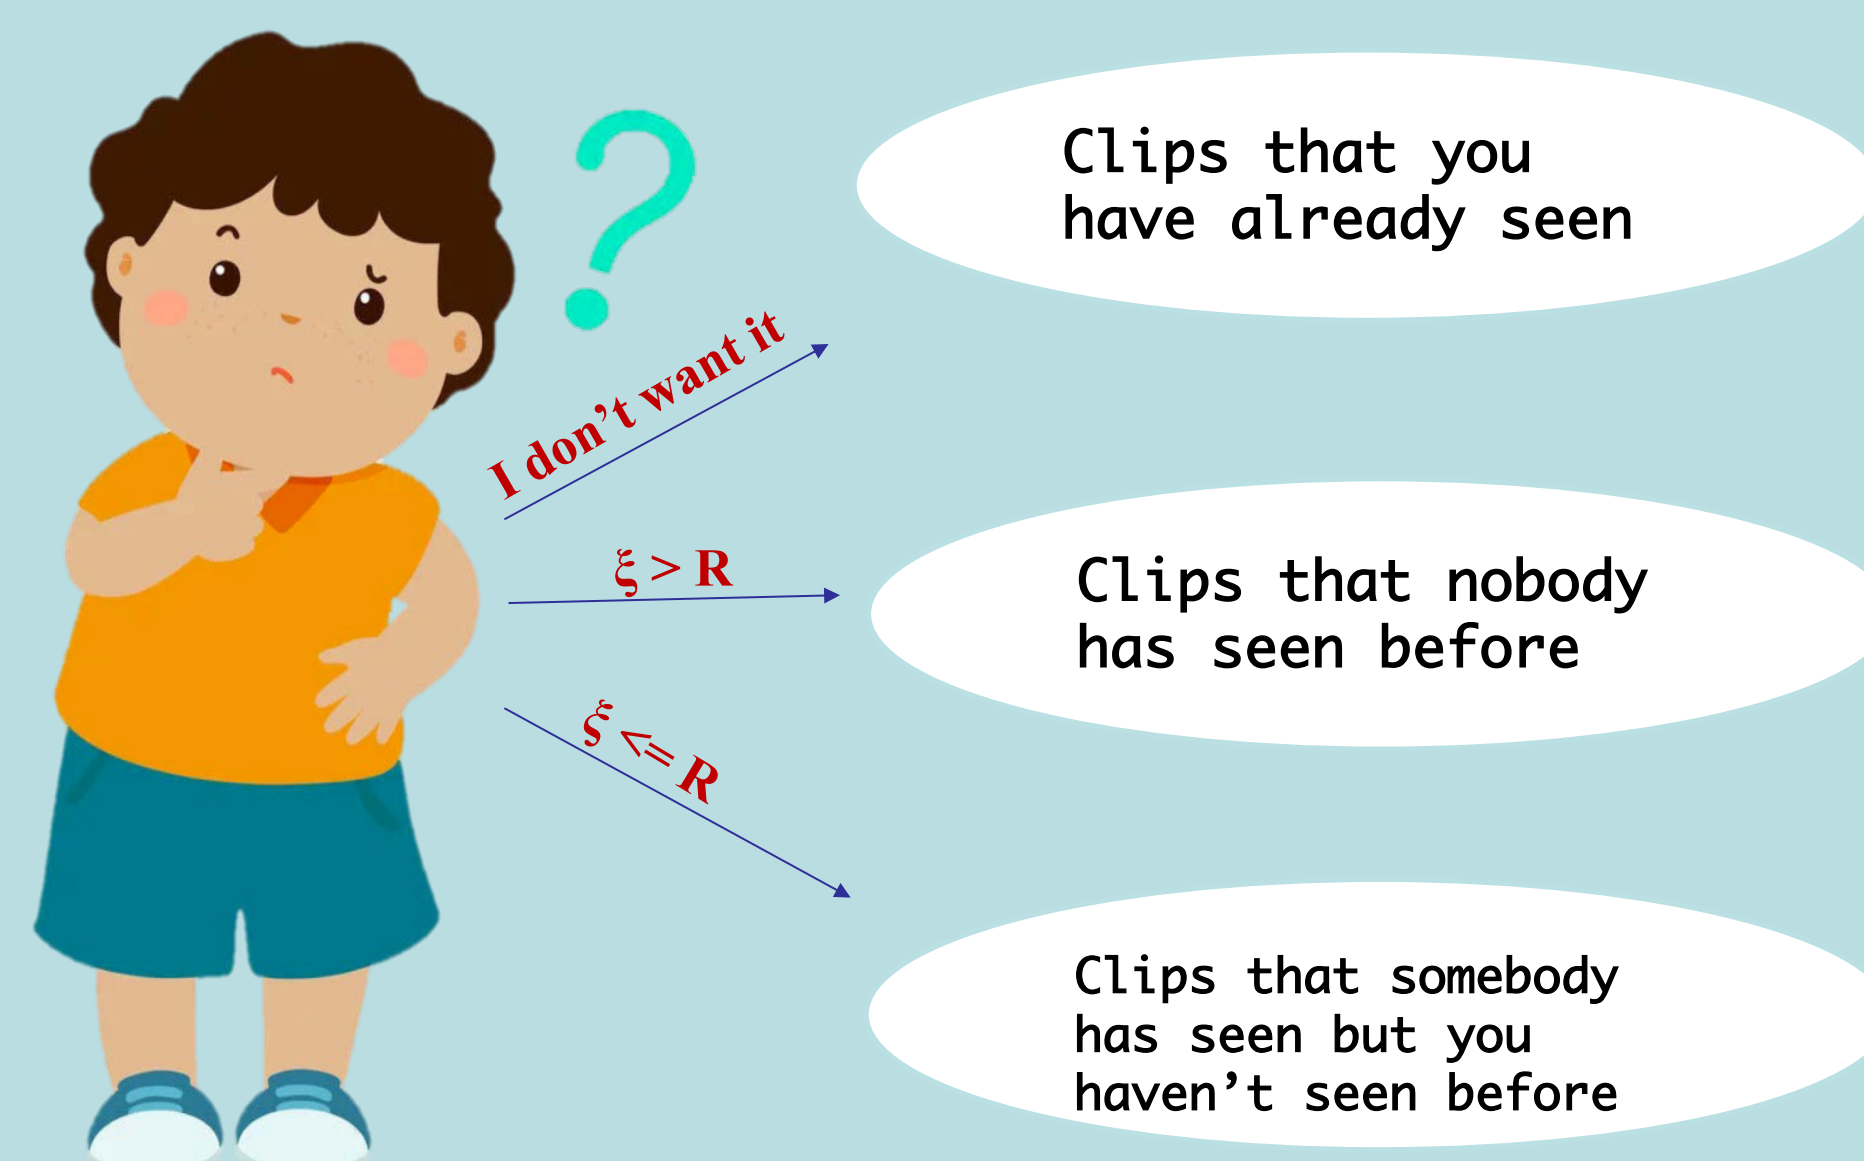 ?
I don’t want it
Clips that you
have already seen
ξ > R
Clips that nobody
has seen before
ξ <= R
Clips that somebody
has seen but you
haven’t seen before